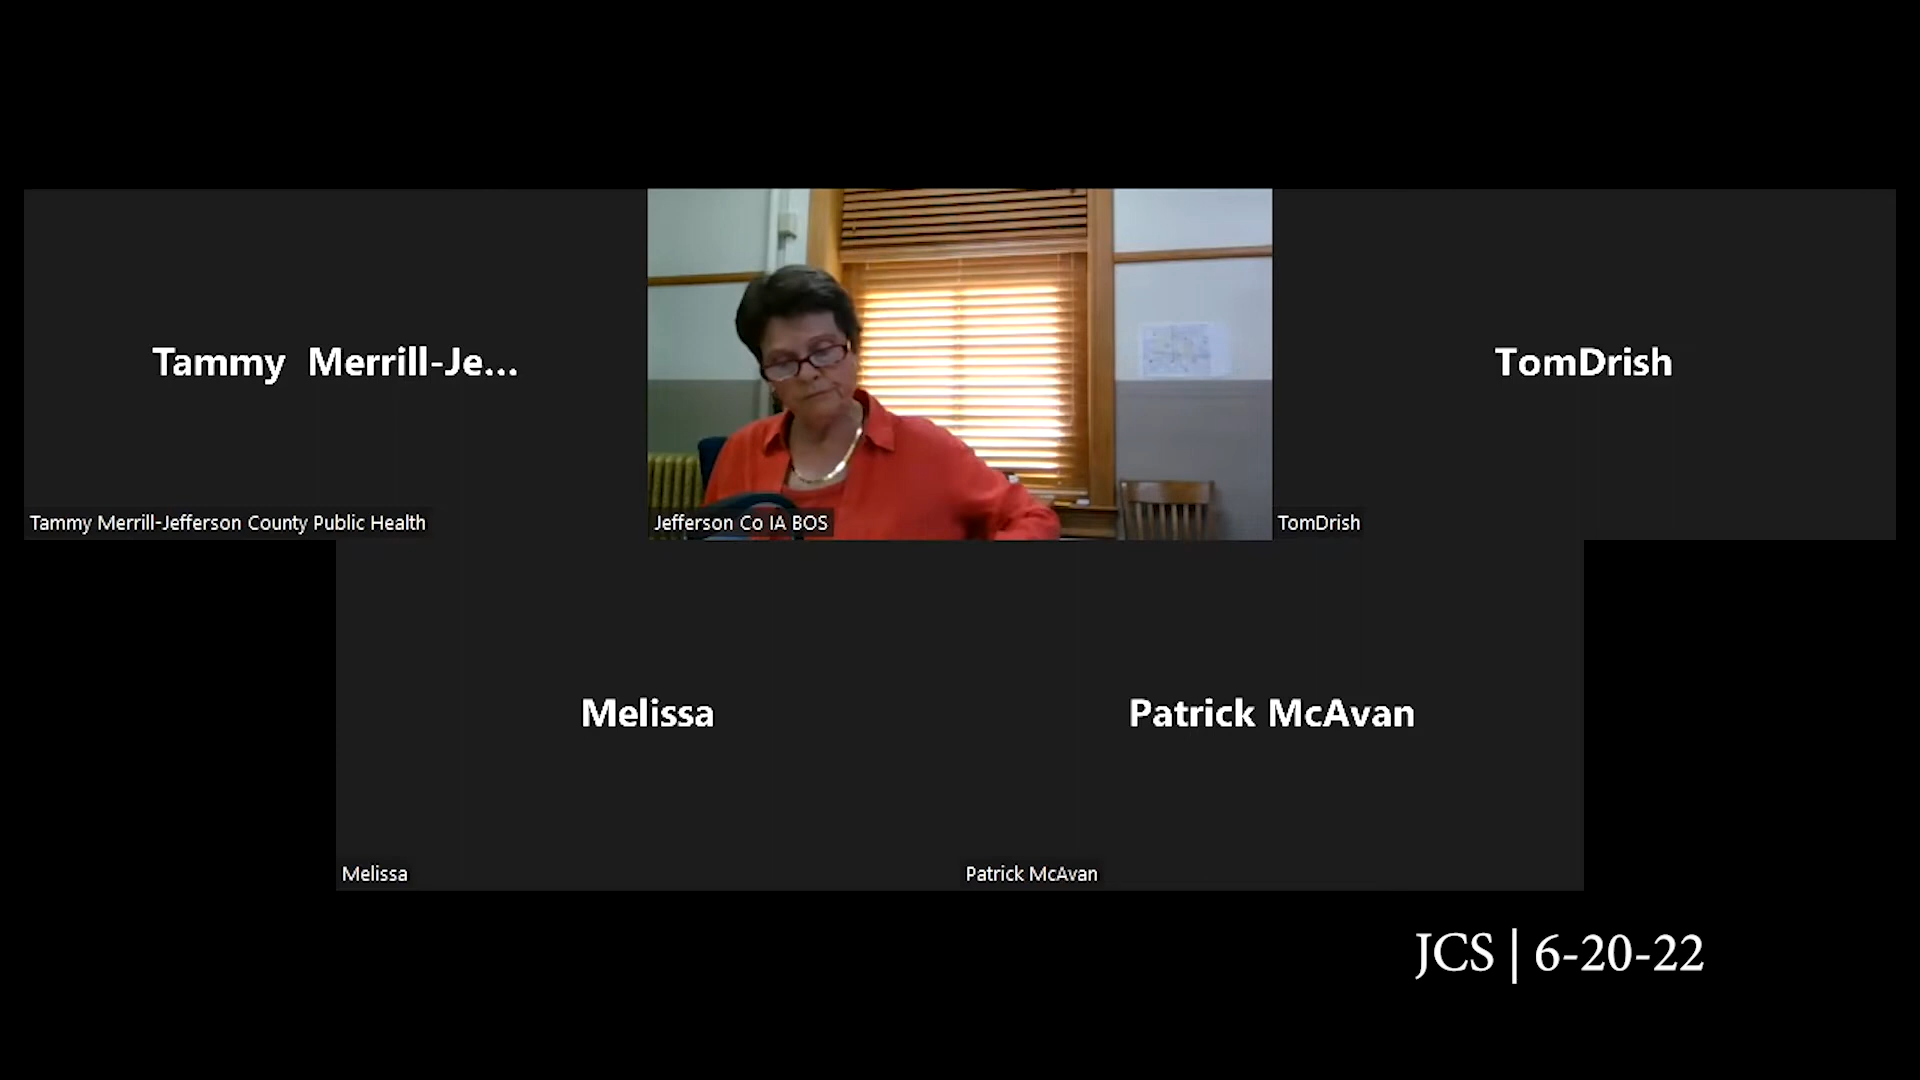 Tammy Merrill-Je...
TomDrish
Tammy Merrill-Jefferson County Public Health
Jefferson Co IA BOS
TomDrish
Melissa
Patrick McAvan
Melissa
Patrick McAvan
JCS | 6-20-22